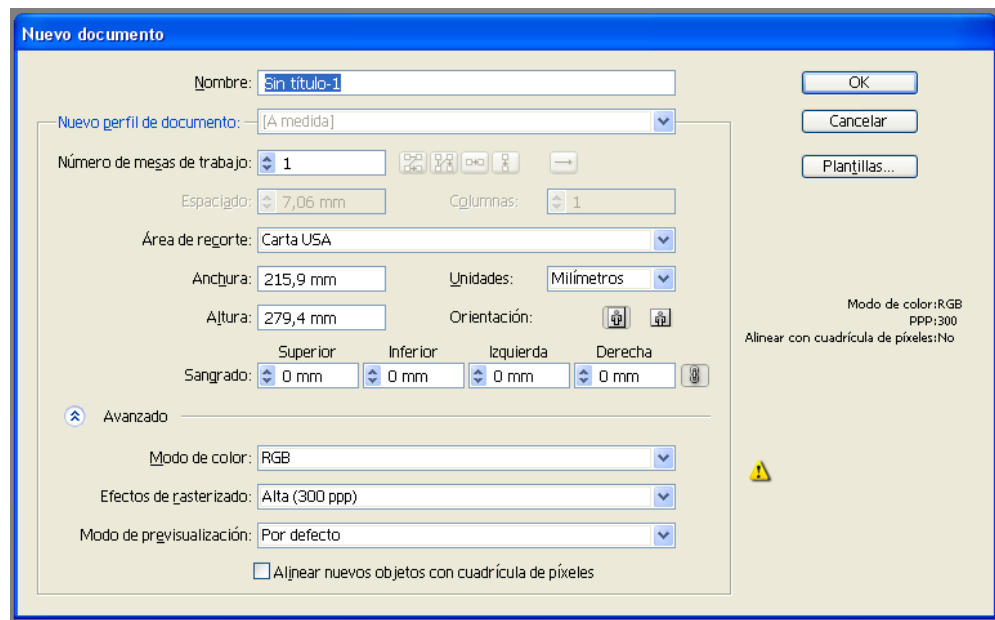 Nuevo documento
Nombre: Sin título-1
OK
Nuevo perfil de documento: [A medida]
Cancelar
Número de mesas de trabajo: 1
Plantillas...
Espaciado: 7,06 mm Columnas: 1
Área de recorte: Carta USA
Anchura: 215,9 mm Unidades: Milímetros
Altura: 279,4 mm Orientación:
Modo de color:RGB
PPP:300
Alinear con cuadrícula de píxeles:No
Superior Inferior Izquierda Derecha
Sangrado: 0 mm 0 mm 0 mm 0 mm
Avanzado
Modo de color: RGB
Efectos de rasterizado: Alta (300 ppp)
Modo de previsualización: Por defecto
Alinear nuevos objetos con cuadrícula de píxeles